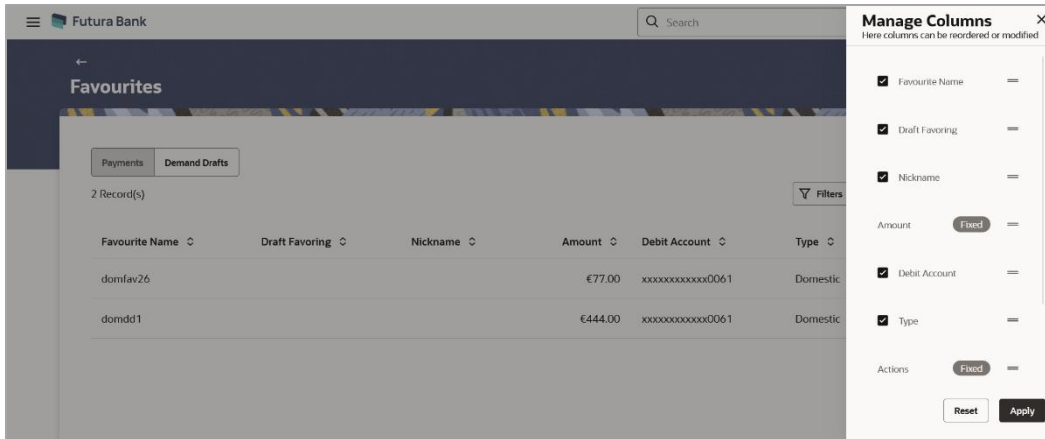 Futura Bank
Search
Favourites
Payments
Demand Drafts
2 Record(s)
Filters
Favourite Name
Draft Favoring
Nickname
Amount
Debit Account
Type
domfav26
€77.00
xxxxxxxxxxxx0061
Domestic
domdd1
€444.00
xxxxxxxxxxxx0061
Domestic
Manage Columns
Here columns can be reordered or modified
Favourite Name
Draft Favoring
Nickname
Amount
Fixed
Debit Account
Type
Actions
Fixed
Reset
Apply